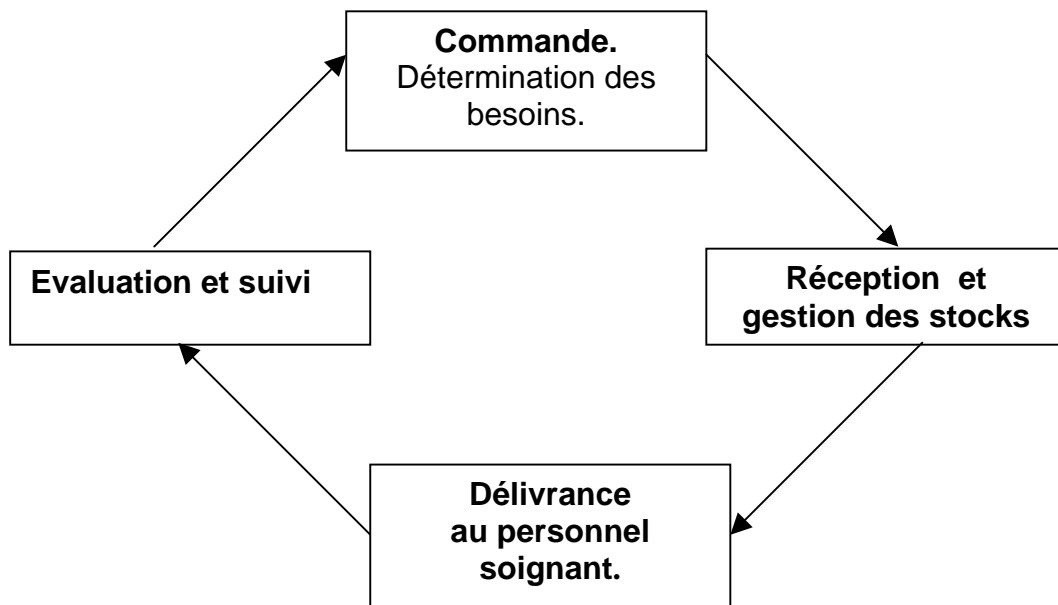 Commande.
Détermination des
besoins.
Evaluation et suivi
Réception et
gestion des stocks
Délivrance
au personnel
soignant.